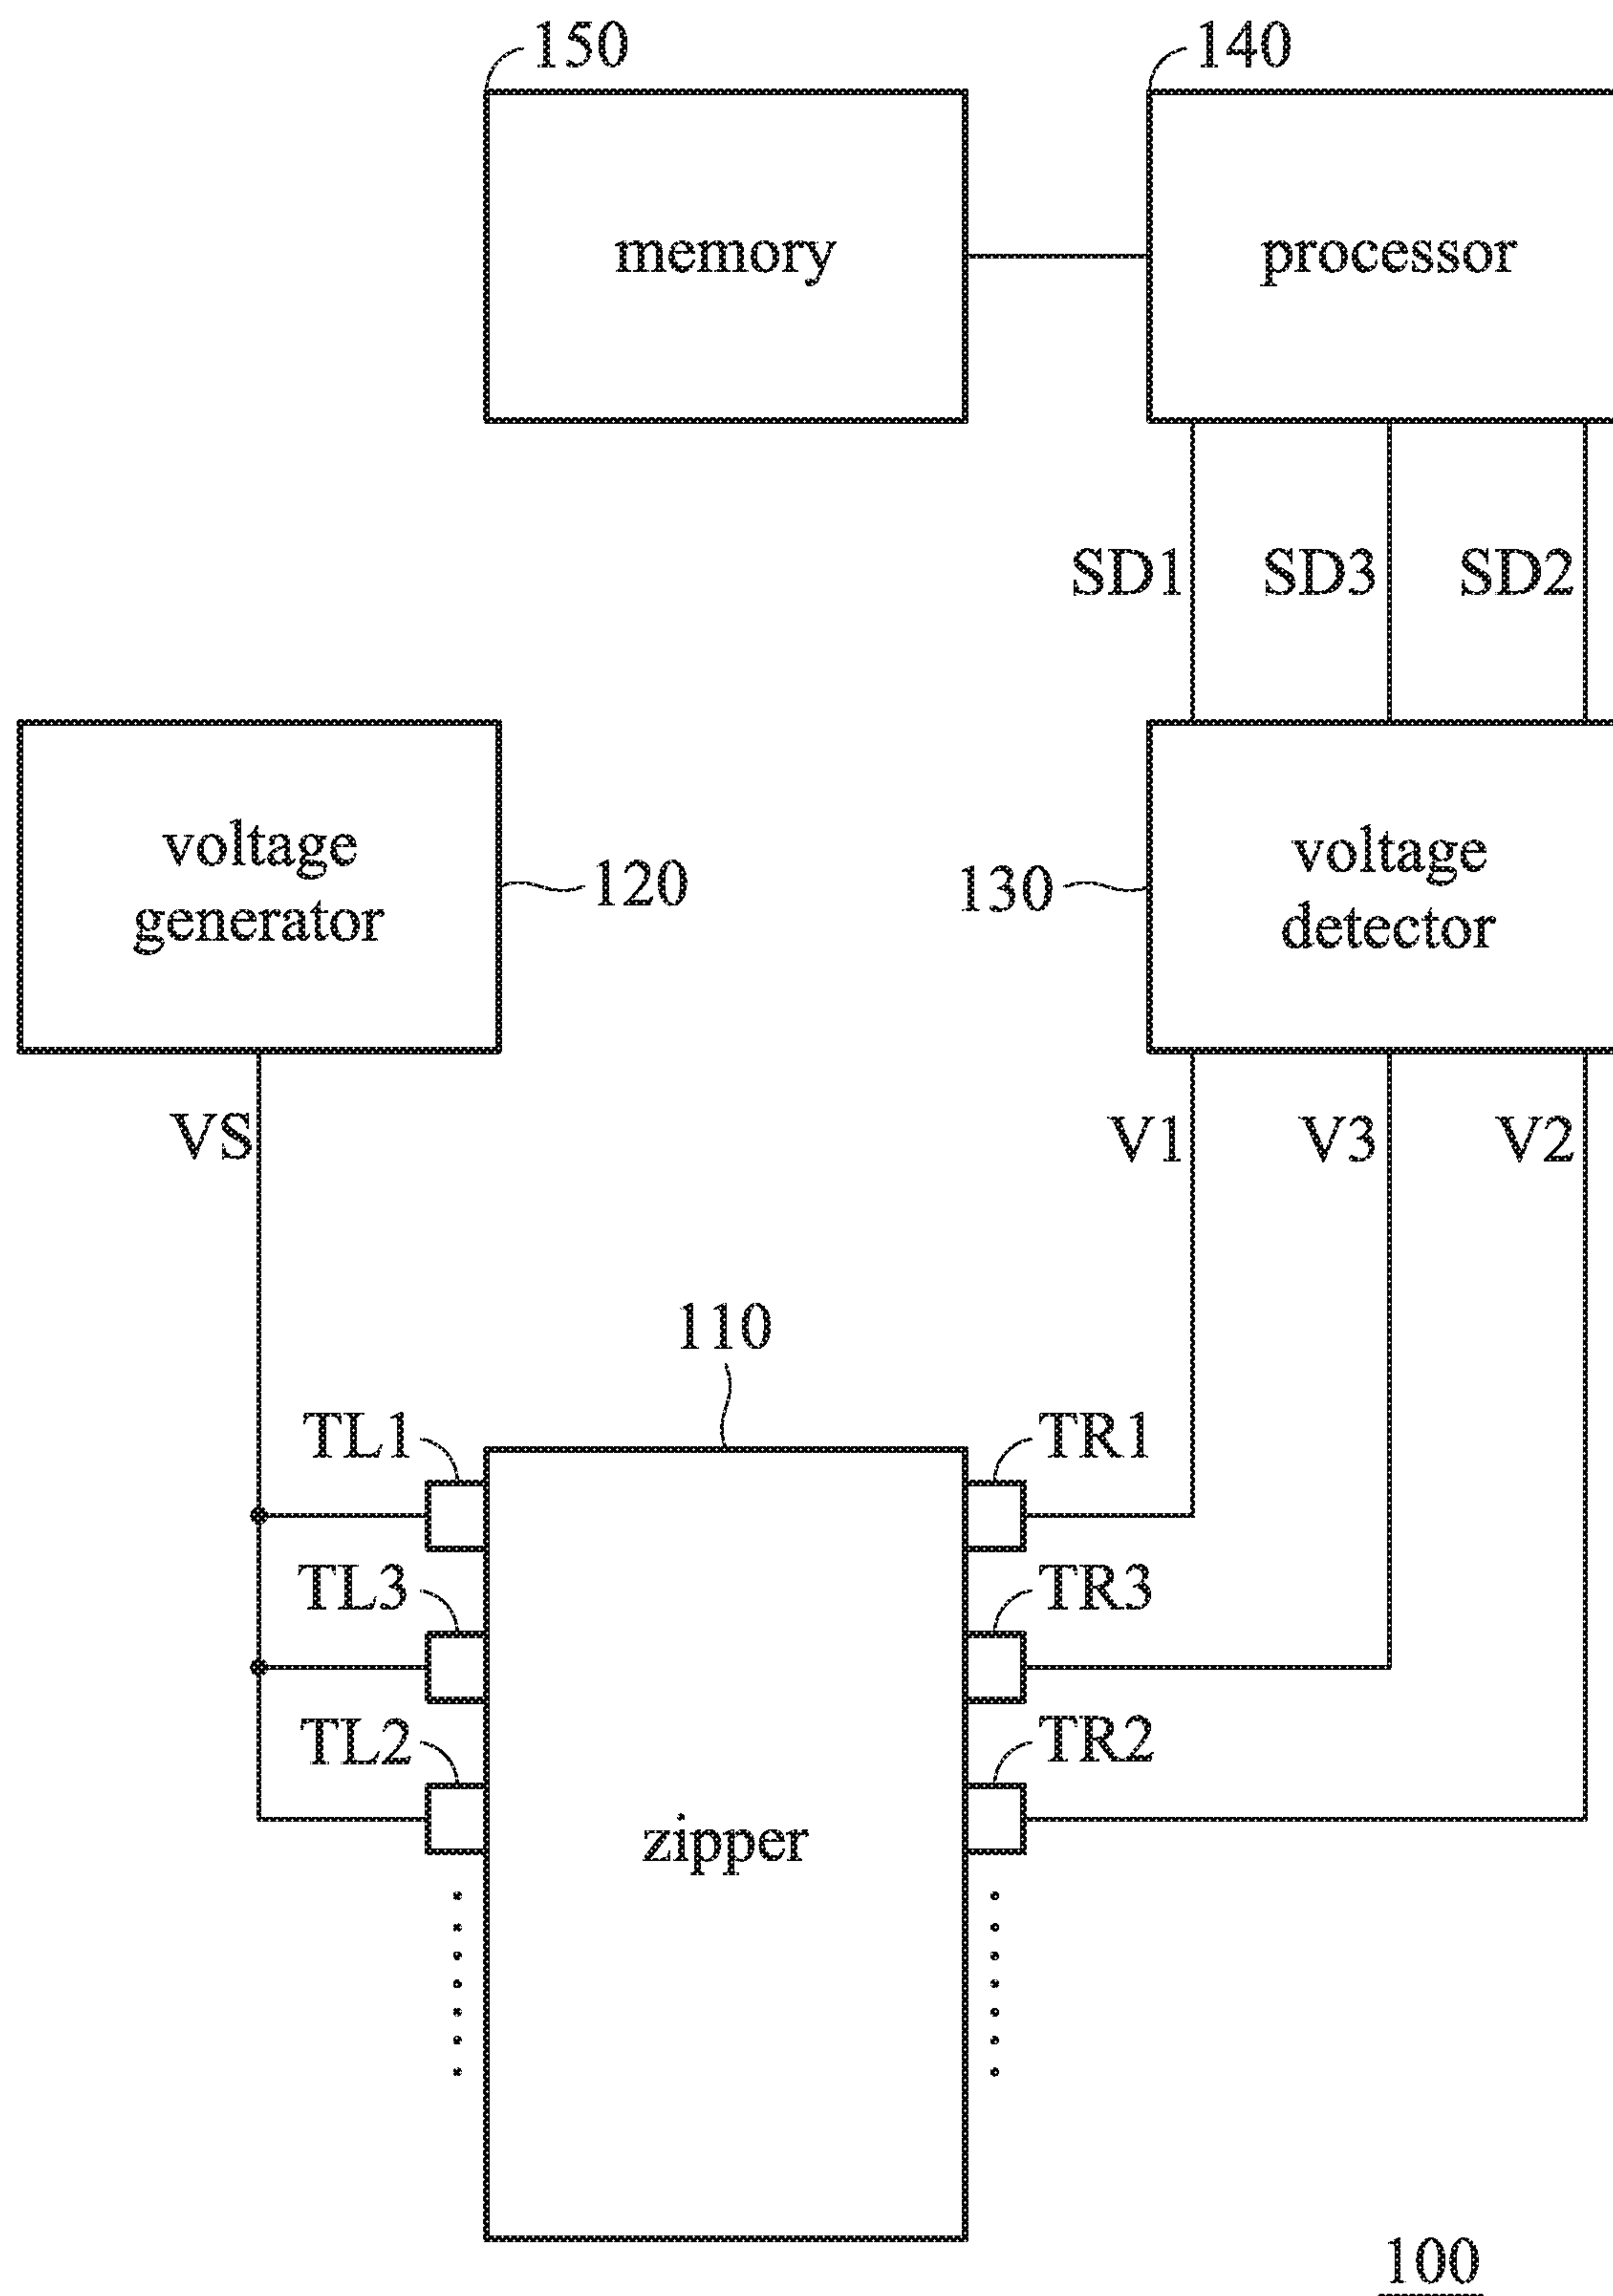 150
140
memory
processor
SD1
SD3
SD2
voltage
generator
120
130
voltage
detector
VS
V1
V3
V2
110
TL1
TR1
TL3
TR3
TL2
TR2
zipper
100